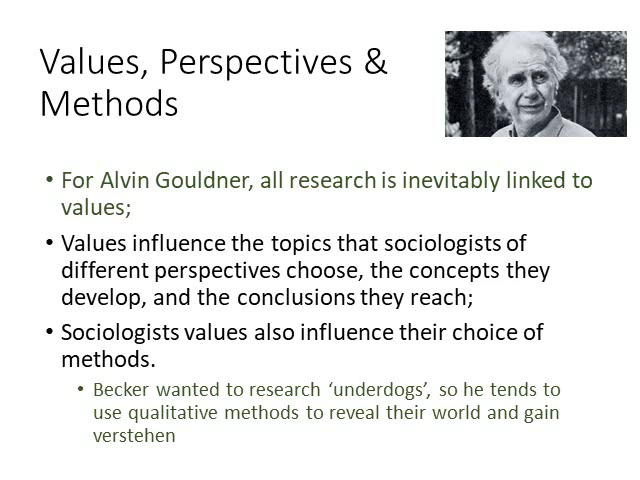 Values, Perspectives &
Methods
• For Alvin Gouldner, all research is inevitably linked to
values;
• Values influence the topics that sociologists of
different perspectives choose, the concepts they
develop, and the conclusions they reach;
• Sociologists values also influence their choice of
methods.
• Becker wanted to research ‘underdogs’, so he tends to
use qualitative methods to reveal their world and gain
verstehen